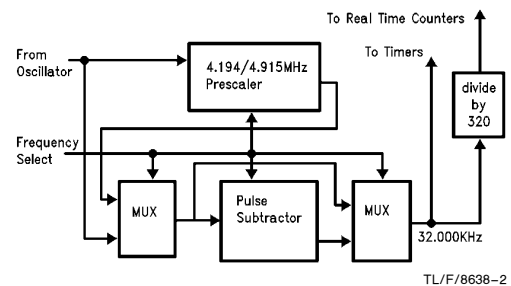 To Real Time Counters
To Timers
From
Oscillator
4.194/4.915MHz
Prescaler
divide
by
320
Frequency
Select
MUX
Pulse
Subtractor
MUX
32.000KHz
TL/F/8638-2